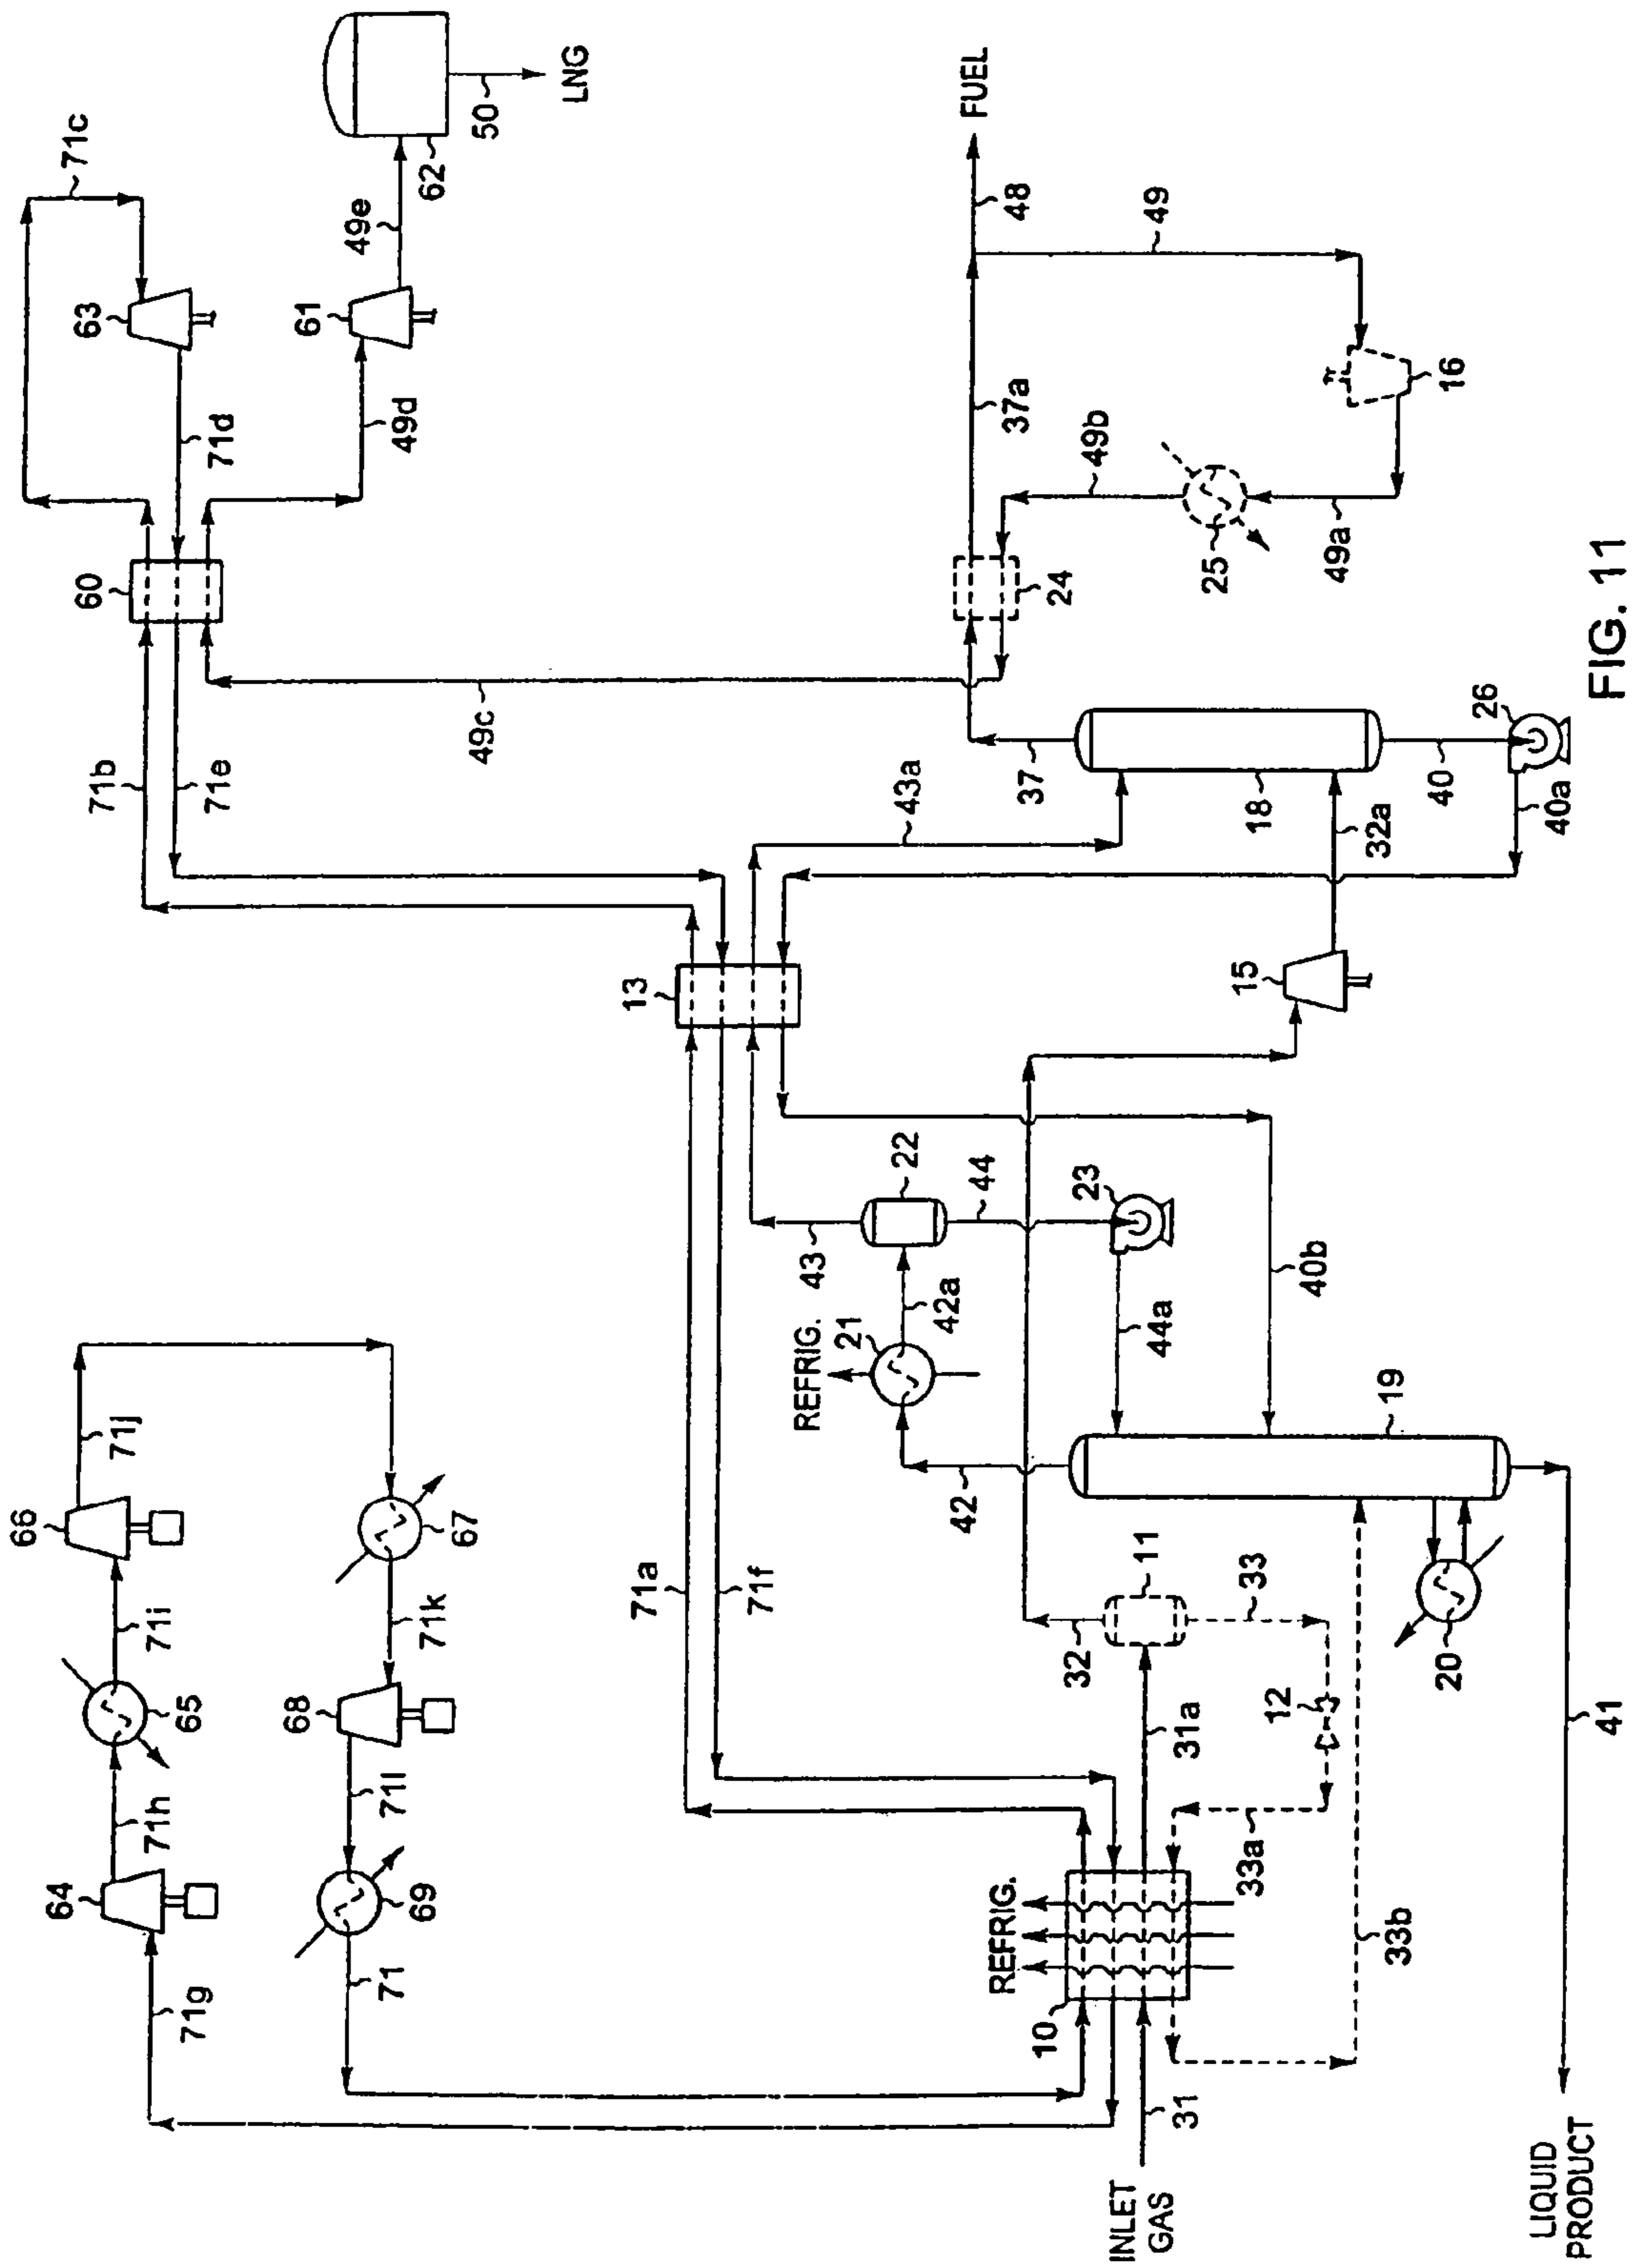 66
64
60
63
71c
71b
71j
71h
71i
71g
65
71e
71d
68
61
49e
71
71l
49d
69
71k
62
67
49c
50
LNG
71a
13
71f
REFRIG.
43
21
22
43a
42a
42
FUEL
44
REFRIG.
37a
48
37
10
24
32
23
49b
INLET
GAS
11
44a
49
31
31a
25
15
18
33a
33
12
40b
49a
32a
33b
19
40
20
16
26
LIQUID
PRODUCT
40a
41
FIG. 11